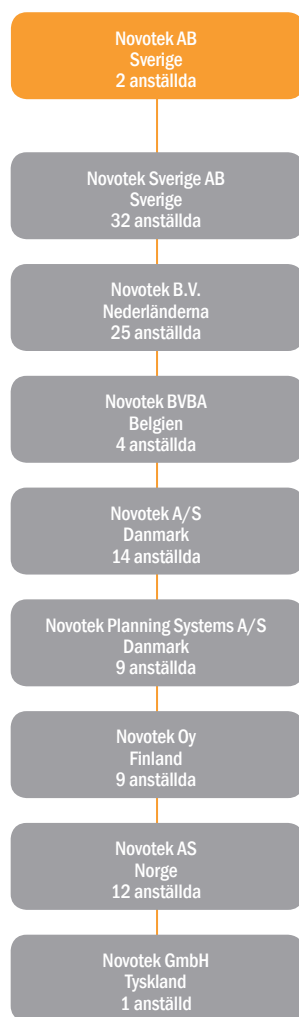 Novotek AB
Sverige
2 anställda
Novotek Sverige AB
Sverige
32 anställda
Novotek B.V.
Nederländerna
25 anställda
Novotek BVBA
Belgien
4 anställda
Novotek A/S
Danmark
14 anställda
Novotek Planning Systems A/S
Danmark
9 anställda
Novotek Oy
Finland
9 anställda
Novotek AS
Norge
12 anställda
Novotek GmbH
Tyskland
1 anställd